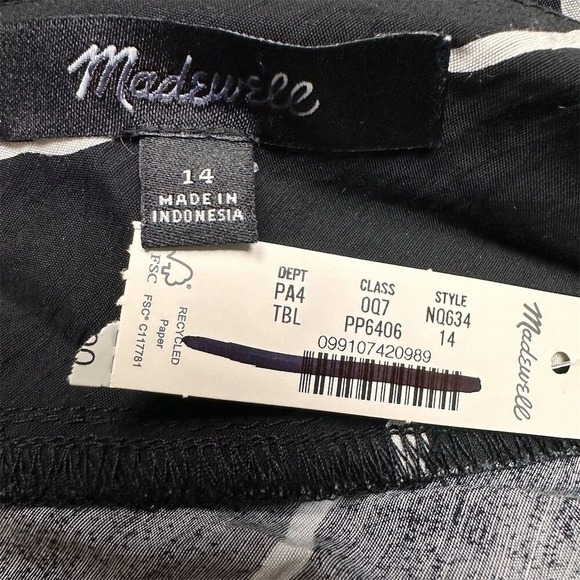 Madewell
14
MADE IN
INDONESIA
DEPT CLASS STYLE
PA4 0Q7 NQ634
TBL PP6406 14
099107420989
Madewell
FSC
FSC® C117781
RECYCLED
Paper